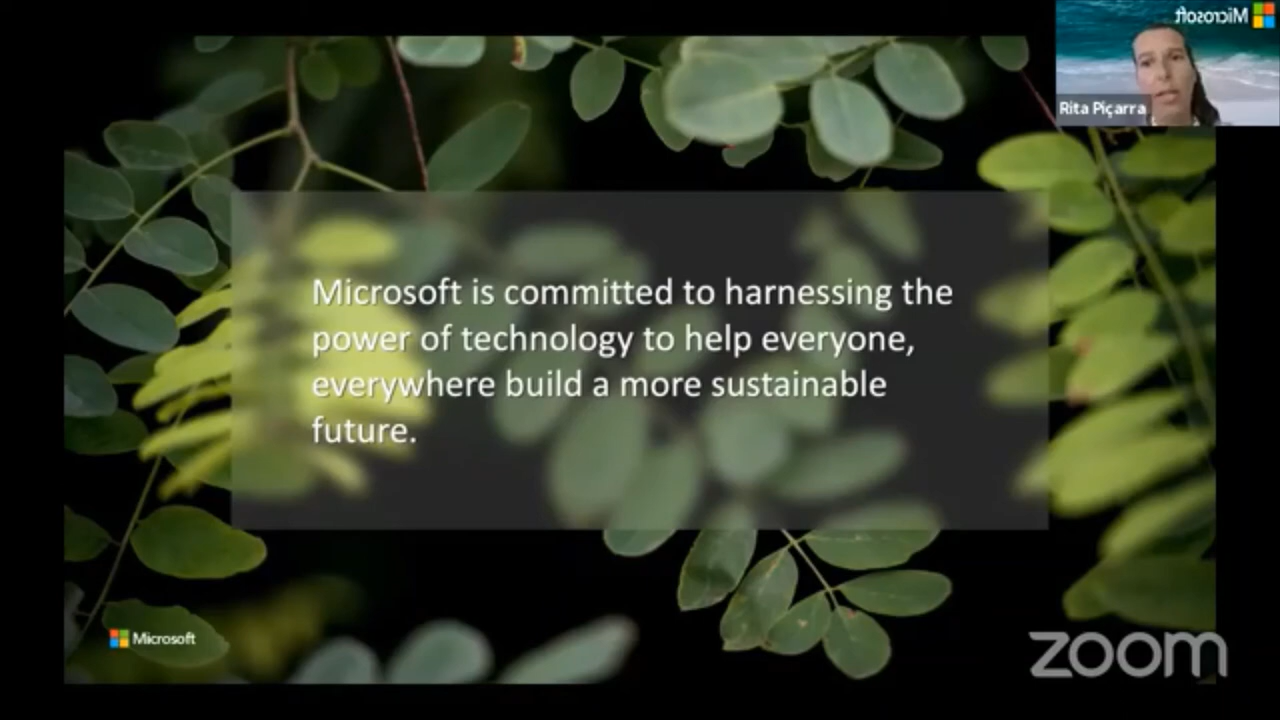 Microsoft
Rita Piçarra
Microsoft is committed to harnessing the
power of technology to help everyone,
everywhere build a more sustainable
future.
Microsoft
zoom